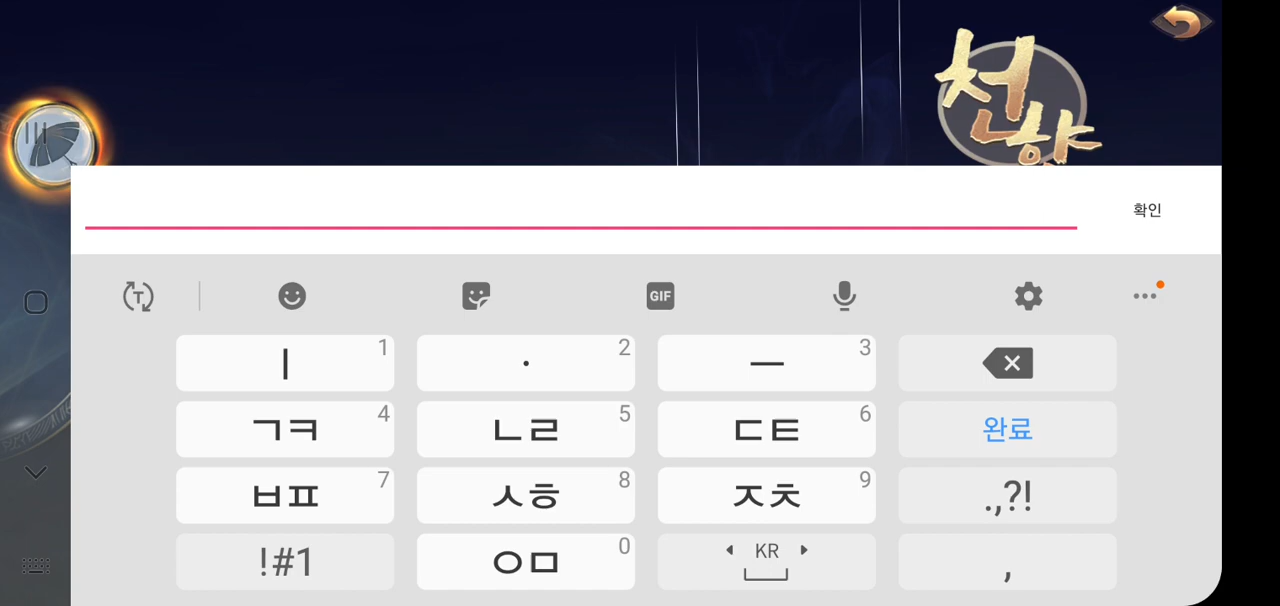 천향
확인
T
GIF
ㅣ 1
· 2
ㅡ 3
ㄱㅋ 4
ㄴㄹ 5
ㄷㅌ 6
완료
ㅂㅍ 7
ㅅㅎ 8
ㅈㅊ 9
.,?!
!#1
ㅇㅁ 0
KR
,